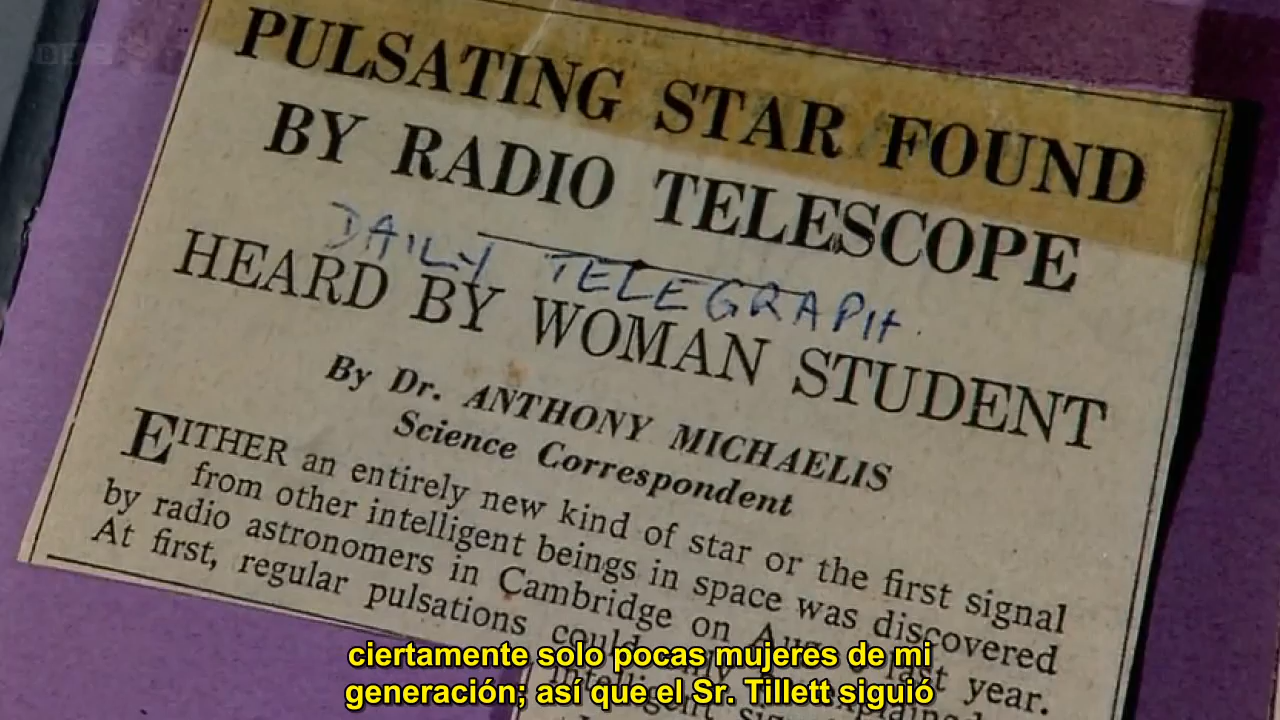 PULSATING STAR FOUND
BY RADIO TELESCOPE
DAILY TELEGRAPH
HEARD BY WOMAN STUDENT
By Dr. ANTHONY MICHAELIS
Science Correspondent
EITHER an entirely new kind of star or the first signal
from other intelligent beings in space was discovered
by radio astronomers in Cambridge on last year.
At first, regular pulsations
ciertamente solo pocas mujeres de mi
generación; así que el Sr. Tillett siguió